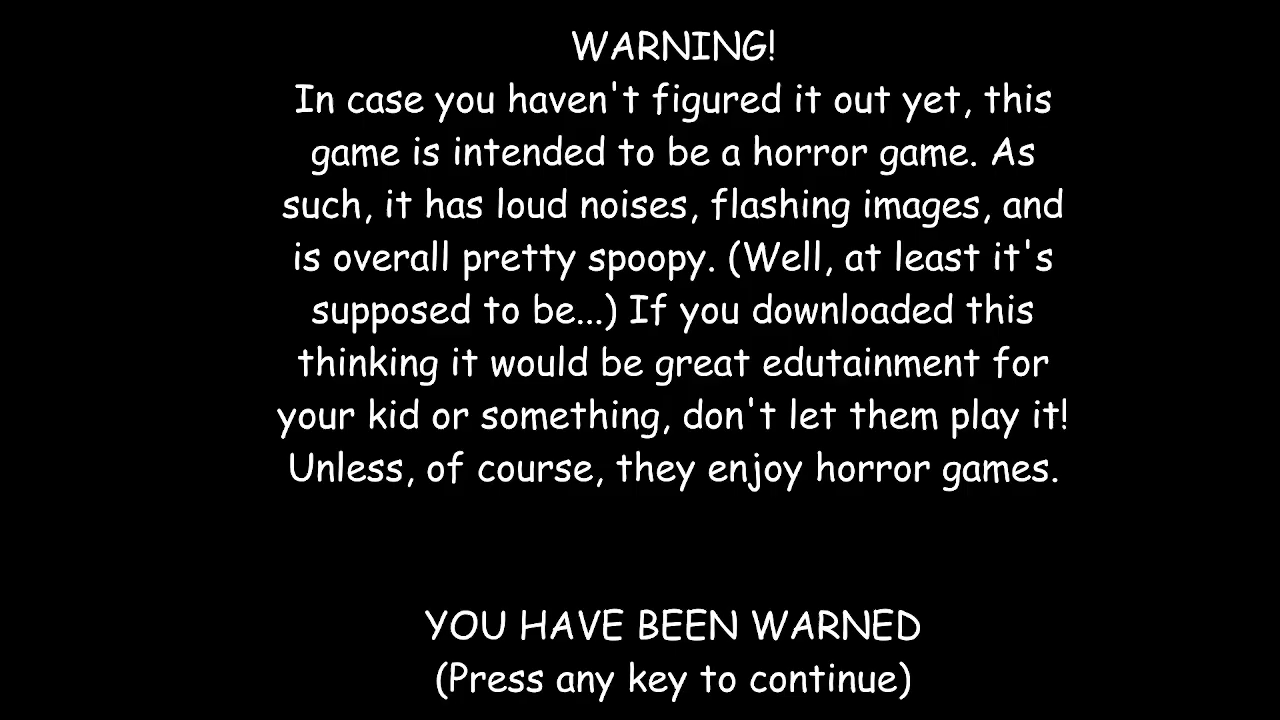 WARNING!
In case you haven't figured it out yet, this
game is intended to be a horror game. As
such, it has loud noises, flashing images, and
is overall pretty spoopy. (Well, at least it's
supposed to be...) If you downloaded this
thinking it would be great edutainment for
your kid or something, don't let them play it!
Unless, of course, they enjoy horror games.
YOU HAVE BEEN WARNED
(Press any key to continue)